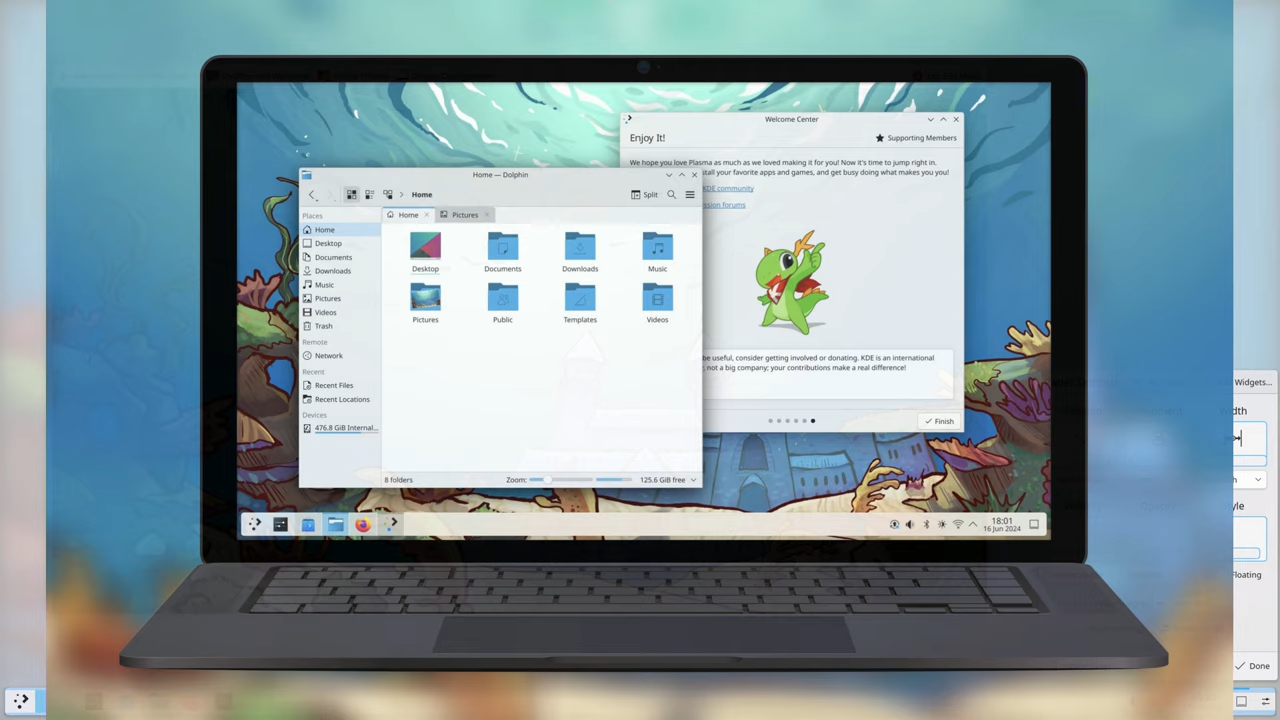 Welcome Center
Enjoy It!
Supporting Members
We hope you love Plasma as much as we loved making it for you! Now it's time to jump right in.
tall your favorite apps and games, and get busy doing what makes you you!
KDE community
ssion forums
be useful, consider getting involved or donating. KDE is an international
, not a big company; your contributions make a real difference!
Finish
Home — Dolphin
Home
Split
Places
Home
Desktop
Documents
Downloads
Music
Pictures
Videos
Trash
Remote
Network
Recent
Recent Files
Recent Locations
Devices
476.8 GiB Internal...
Home
Pictures
Desktop
Documents
Downloads
Music
Pictures
Public
Templates
Videos
8 folders
Zoom:
125.6 GiB free
18:01
16 Jun 2024
Widgets...
Width
h
yle
Floating
Done